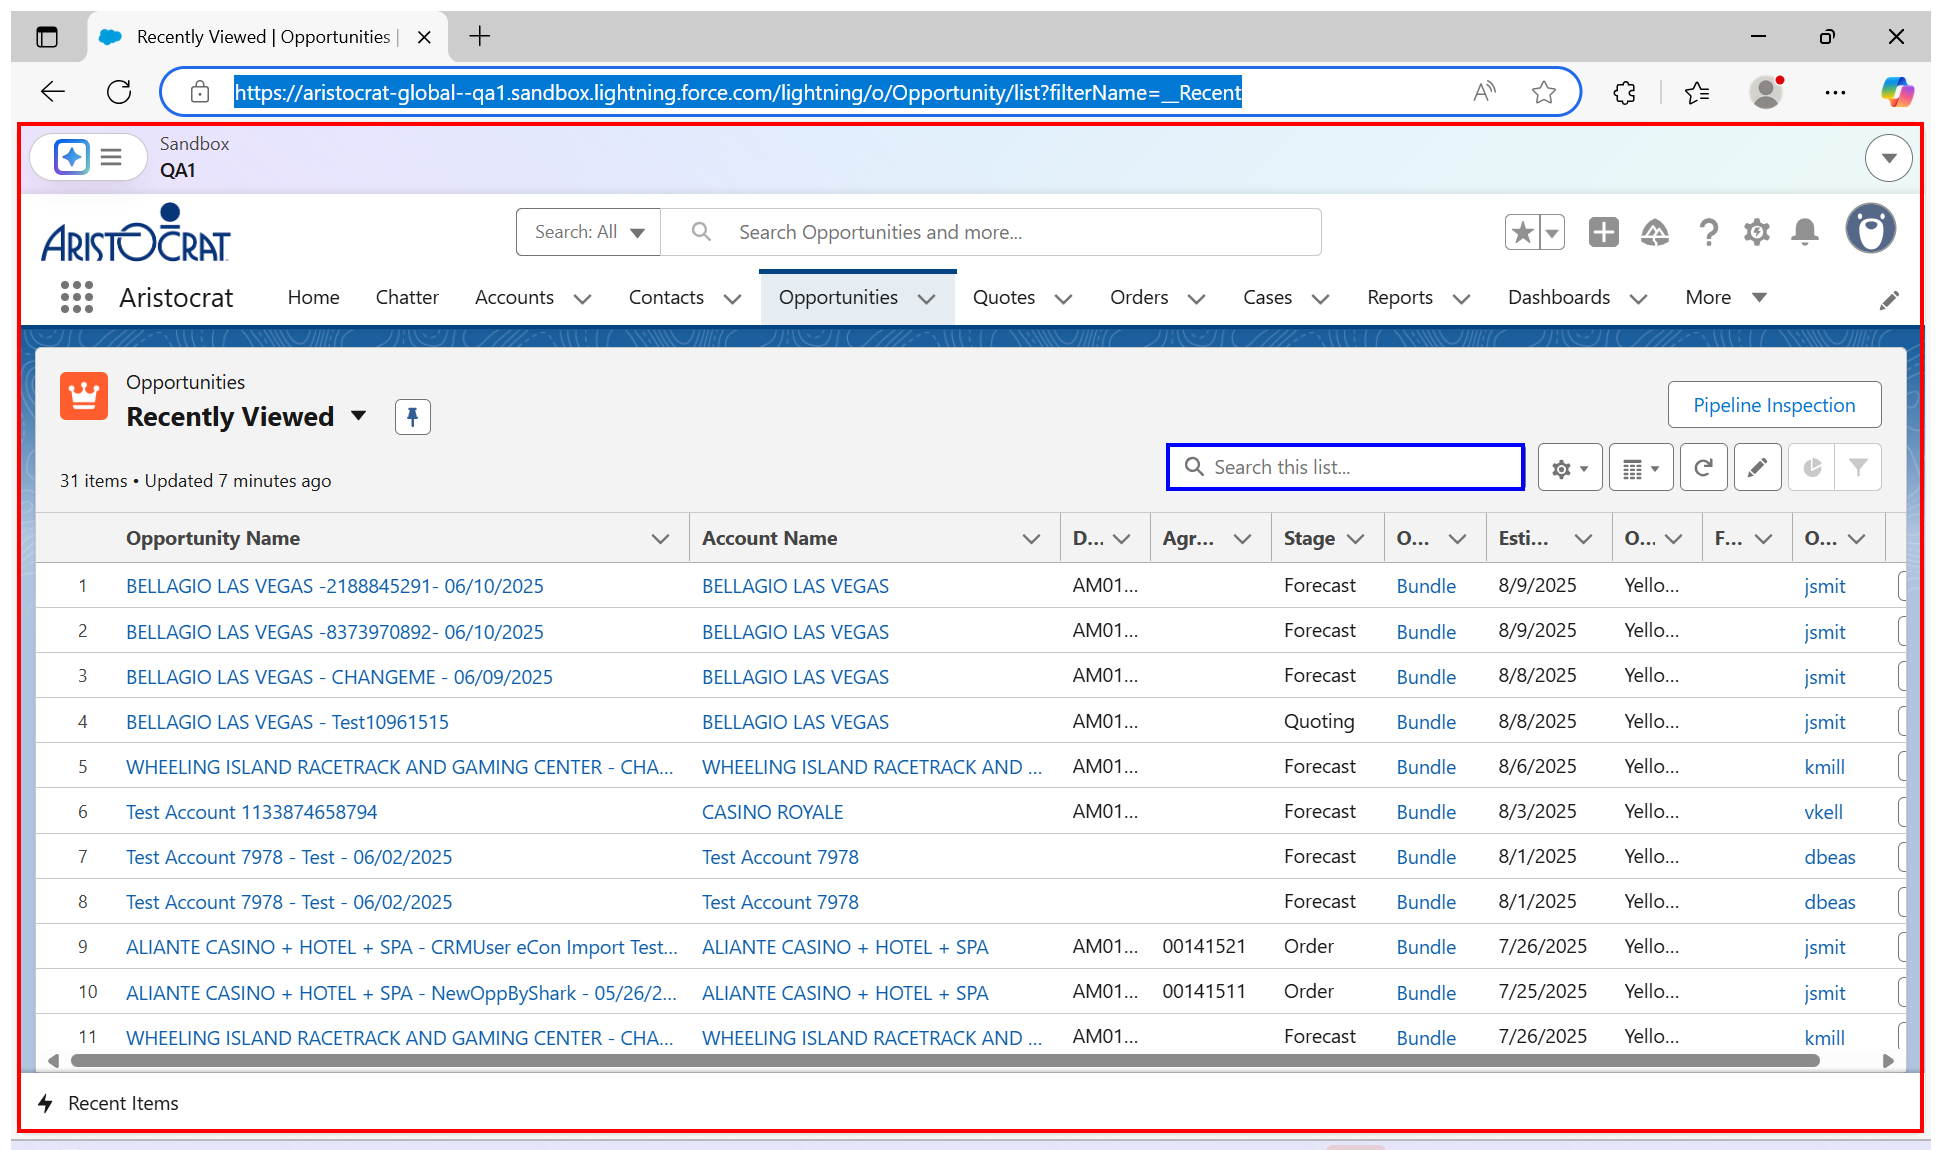 Recently Viewed | Opportunities |
https://aristocrat-global--qa1.sandbox.lightning.force.com/lightning/o/Opportunity/list?filterName=__Recent
Sandbox
QA1
ARISTOCRAT
Search: All
Search Opportunities and more...
Aristocrat Home Chatter Accounts Contacts Opportunities Quotes Orders Cases Reports Dashboards More
Opportunities
Recently Viewed
Pipeline Inspection
31 items • Updated 7 minutes ago
Search this list...
Opportunity Name Account Name D... Agr... Stage O... Esti... O... F... O...
1 BELLAGIO LAS VEGAS -2188845291- 06/10/2025 BELLAGIO LAS VEGAS AM01... Forecast Bundle 8/9/2025 Yello... jsmit
2 BELLAGIO LAS VEGAS -8373970892- 06/10/2025 BELLAGIO LAS VEGAS AM01... Forecast Bundle 8/9/2025 Yello... jsmit
3 BELLAGIO LAS VEGAS - CHANGEME - 06/09/2025 BELLAGIO LAS VEGAS AM01... Forecast Bundle 8/8/2025 Yello... jsmit
4 BELLAGIO LAS VEGAS - Test10961515 BELLAGIO LAS VEGAS AM01... Quoting Bundle 8/8/2025 Yello... jsmit
5 WHEELING ISLAND RACETRACK AND GAMING CENTER - CHA... WHEELING ISLAND RACETRACK AND ... AM01... Forecast Bundle 8/6/2025 Yello... kmill
6 Test Account 1133874658794 CASINO ROYALE AM01... Forecast Bundle 8/3/2025 Yello... vkell
7 Test Account 7978 - Test - 06/02/2025 Test Account 7978 Forecast Bundle 8/1/2025 Yello... dbeas
8 Test Account 7978 - Test - 06/02/2025 Test Account 7978 Forecast Bundle 8/1/2025 Yello... dbeas
9 ALIANTE CASINO + HOTEL + SPA - CRMUser eCon Import Test... ALIANTE CASINO + HOTEL + SPA AM01... 00141521 Order Bundle 7/26/2025 Yello... jsmit
10 ALIANTE CASINO + HOTEL + SPA - NewOppByShark - 05/26/2... ALIANTE CASINO + HOTEL + SPA AM01... 00141511 Order Bundle 7/25/2025 Yello... jsmit
11 WHEELING ISLAND RACETRACK AND GAMING CENTER - CHA... WHEELING ISLAND RACETRACK AND ... AM01... Forecast Bundle 7/26/2025 Yello... kmill
Recent Items